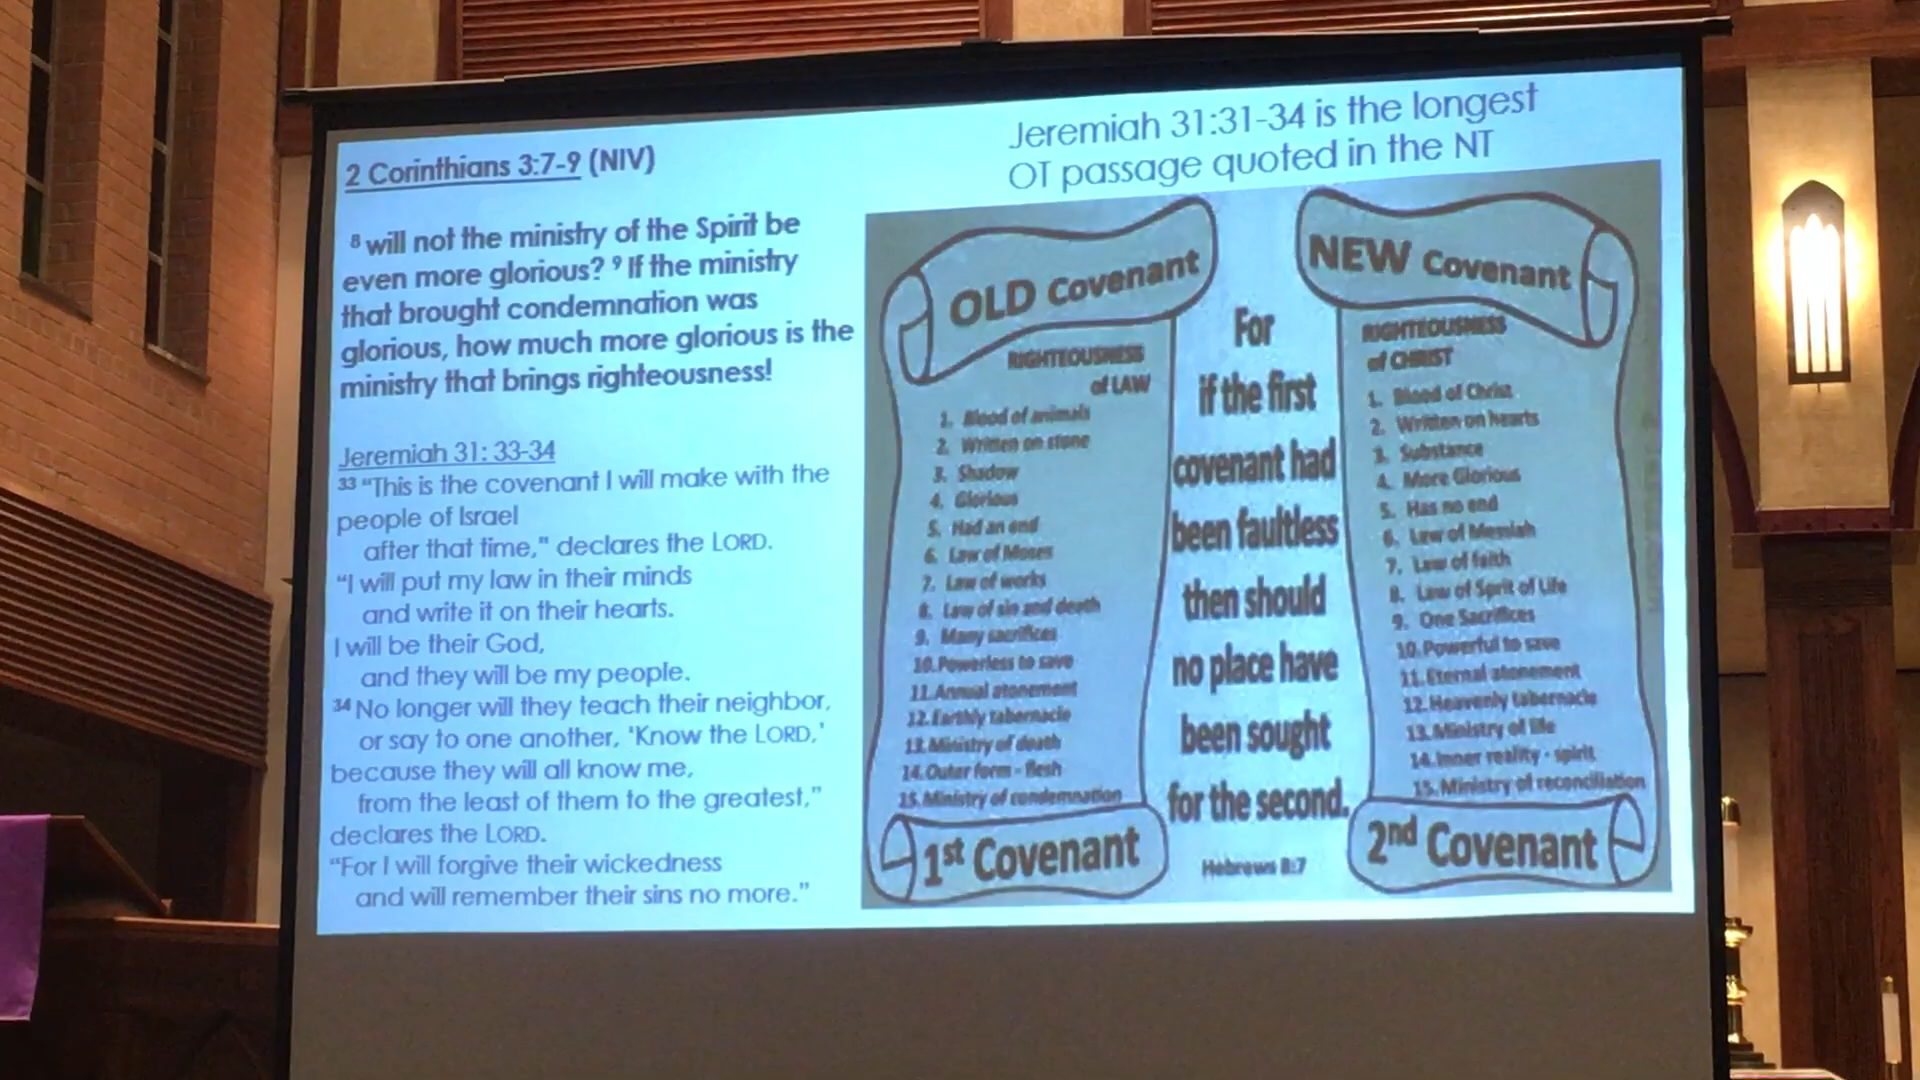 2 Corinthians 3:7-9 (NIV)
8 will not the ministry of the Spirit be
even more glorious? 9 If the ministry
that brought condemnation was
glorious, how much more glorious is the
ministry that brings righteousness!
Jeremiah 31: 33-34
33 “This is the covenant I will make with the
people of Israel
after that time," declares the LORD.
“I will put my law in their minds
and write it on their hearts.
I will be their God,
and they will be my people.
34 No longer will they teach their neighbor,
or say to one another, 'Know the LORD,'
because they will all know me,
from the least of them to the greatest,”
declares the LORD.
“For I will forgive their wickedness
and will remember their sins no more.”
Jeremiah 31:31-34 is the longest
OT passage quoted in the NT
OLD Covenant
RIGHTEOUSNESS
of LAW
1. Blood of animals
2. Written on stone
3. Shadow
4. Glorious
5. Had an end
6. Law of Moses
7. Law of works
8. Law of sin and death
9. Many sacrifices
10. Powerless to save
11. Annual atonement
12. Earthly tabernacle
13. Ministry of death
14. Outer form - flesh
15. Ministry of condemnation
1st Covenant
For
if the first
covenant had
been faultless
then should
no place have
been sought
for the second.
Hebrews 8:7
NEW Covenant
RIGHTEOUSNESS
of CHRIST
1. Blood of Christ
2. Written on hearts
3. Substance
4. More Glorious
5. Has no end
6. Law of Messiah
7. Law of faith
8. Law of Sprit of Life
9. One Sacrifices
10. Powerful to save
11. Eternal atonement
12. Heavenly tabernacle
13. Ministry of life
14. Inner reality - spirit
15. Ministry of reconciliation
2nd Covenant